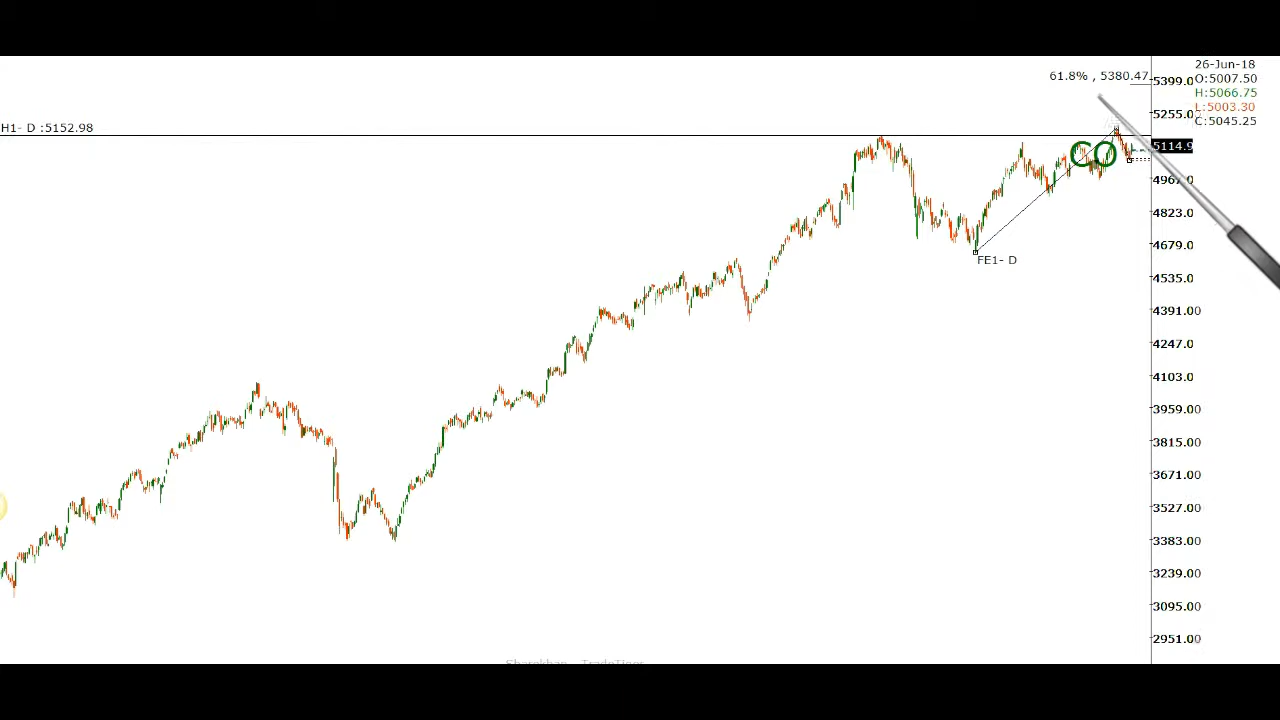 26-Jun-18
61.8% , 5380.47
5399.0
O:5007.50
H:5066.75
L:5003.30
C:5045.25
5255.0
H1- D :5152.98
5114.9
CO
4967.0
4823.0
4679.0
FE1- D
4535.0
4391.00
4247.0
4103.0
3959.00
3815.00
3671.00
3527.00
3383.00
3239.00
3095.00
2951.00